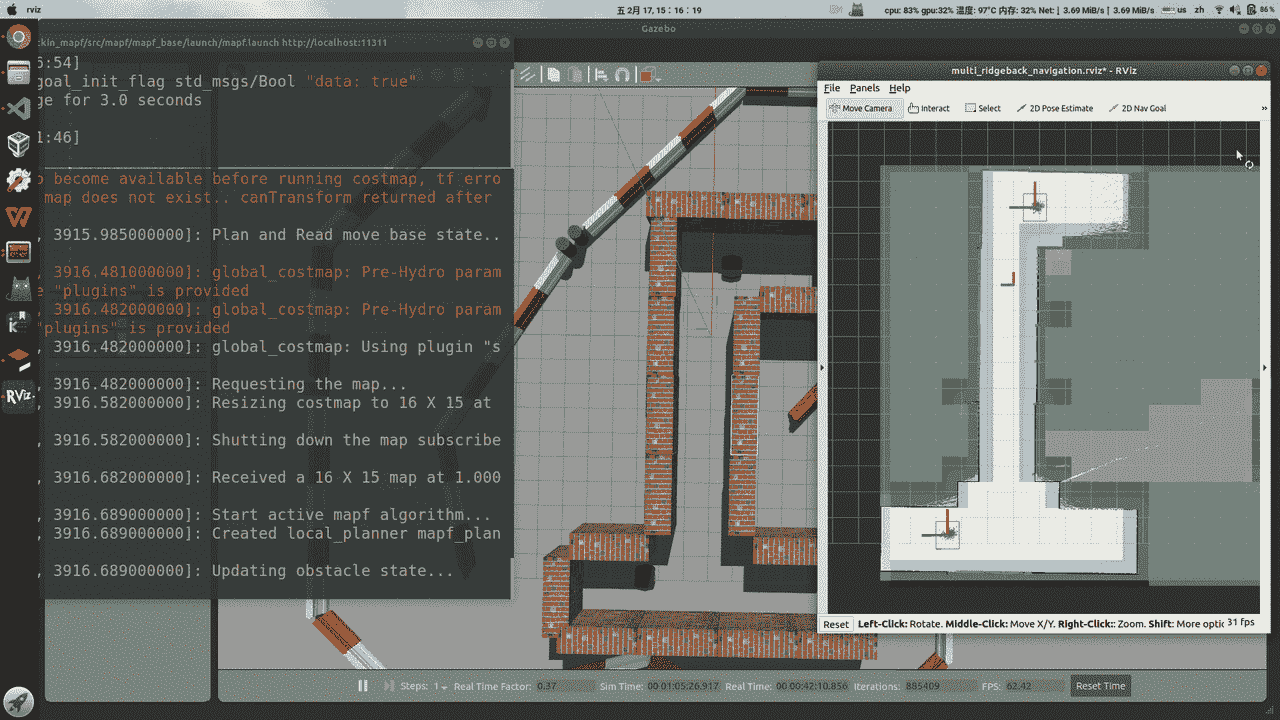 rviz
五 2月 17, 15：16：19
cpu: 83% gpu:32% 温度: 97°C 内存: 32% Net:↓ 3.69 MiB/s ↑ 3.69 MiB/s
us
zh
86%
Gazebo
ckin_mapf/src/mapf/mapf_base/launch/mapf.launch http://localhost:11311
6:54]
goal_init_flag std_msgs/Bool "data: true"
ge for 3.0 seconds
1:46]
o become available before running costmap, tf erro
map does not exist.. canTransform returned after
, 3915.985000000]: Plan and Read move base state..
, 3916.481000000]: global_costmap: Pre-Hydro param
e "plugins" is provided
, 3916.482000000]: global_costmap: Pre-Hydro param
"plugins" is provided
, 3916.482000000]: global_costmap: Using plugin "s
, 3916.482000000]: Requesting the map...
, 3916.582000000]: Resizing costmap to 16 X 15 at
, 3916.582000000]: Shutting down the map subscribe
, 3916.682000000]: Received a 16 X 15 map at 1.000
, 3916.689000000]: Start active mapf algorithm...
, 3916.689000000]: Created local_planner mapf_plan
, 3916.689000000]: Updating obstacle state...
RViz
multi_ridgeback_navigation.rviz* - RViz
File Panels Help
Move Camera Interact Select 2D Pose Estimate 2D Nav Goal »
Reset Left-Click: Rotate. Middle-Click: Move X/Y. Right-Click:: Zoom. Shift: More optio 31 fps
Steps: 1 Real Time Factor: 0.37 Sim Time: 00 01:05:26.917 Real Time: 00 00:42:10.856 Iterations: 885409 FPS: 62.42 Reset Time